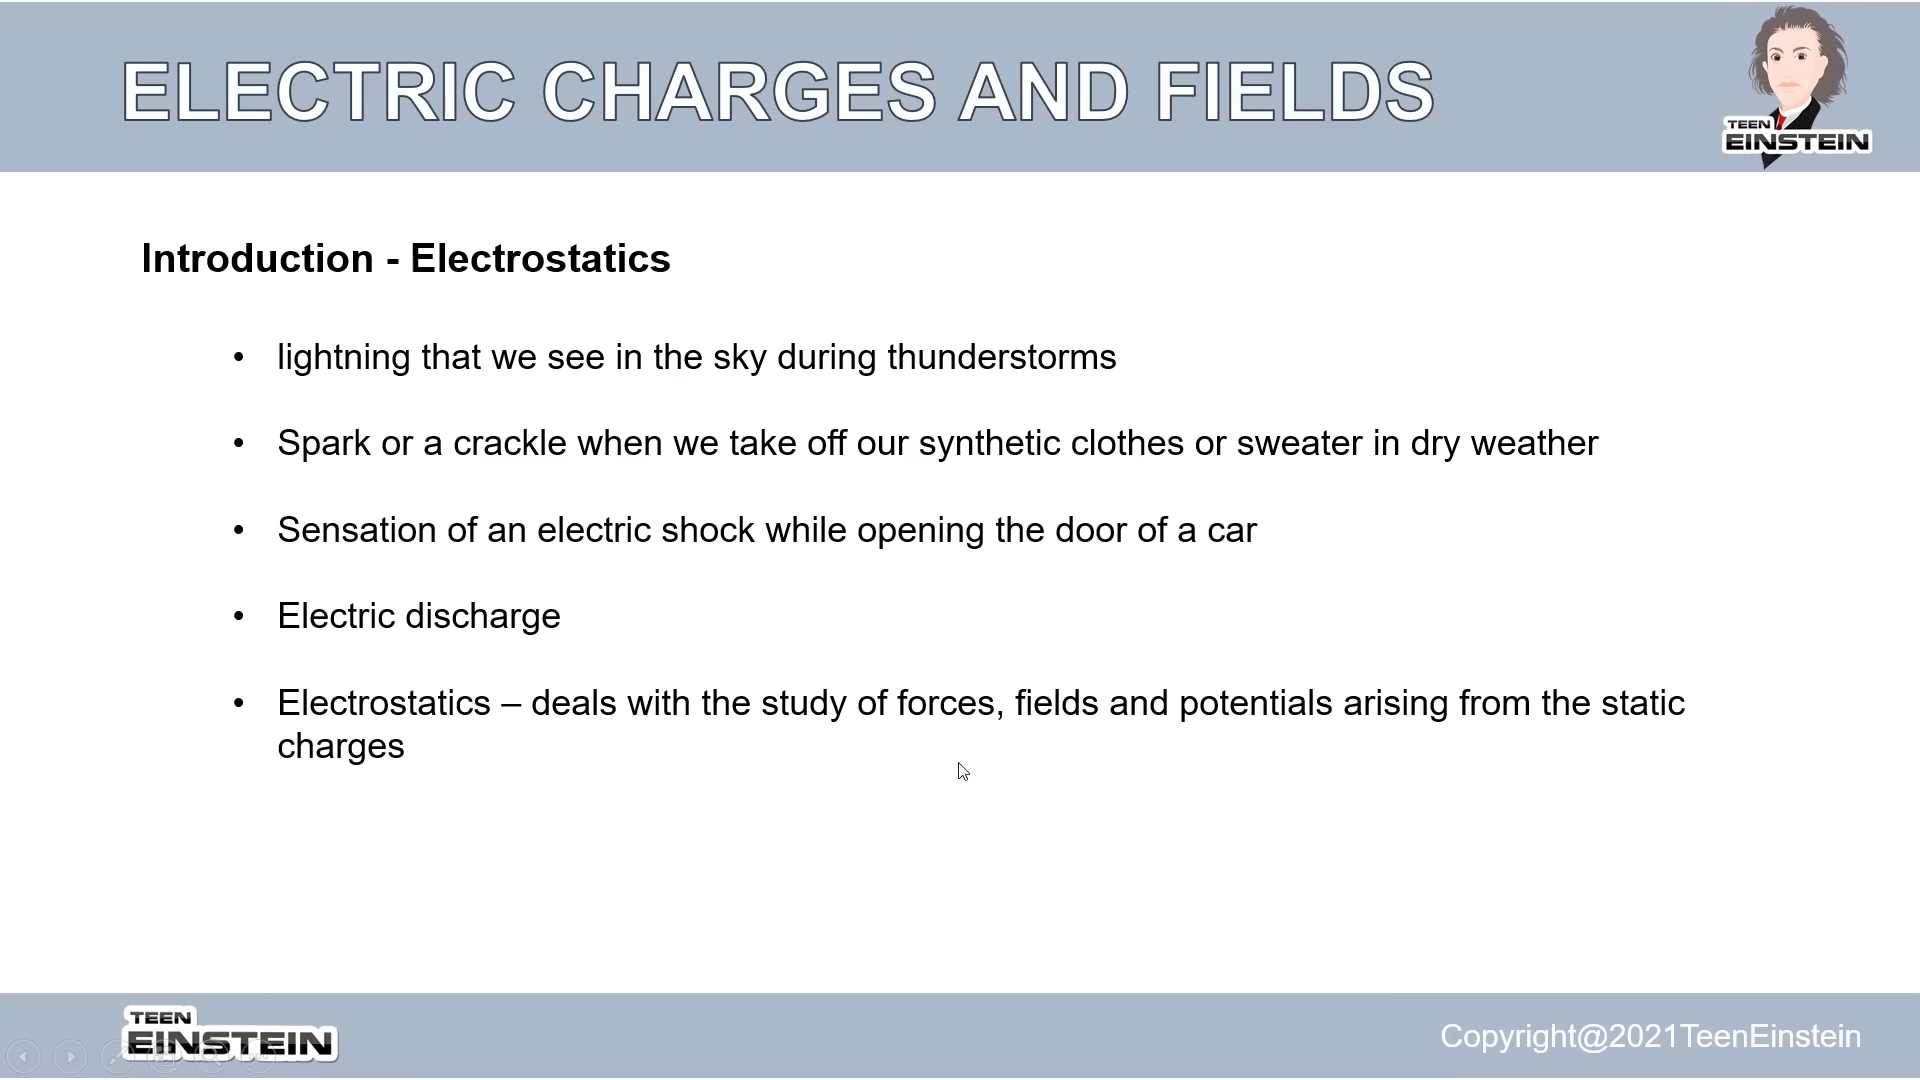 ELECTRIC CHARGES AND FIELDS
TEEN
EINSTEIN
Introduction - Electrostatics
• lightning that we see in the sky during thunderstorms
• Spark or a crackle when we take off our synthetic clothes or sweater in dry weather
• Sensation of an electric shock while opening the door of a car
• Electric discharge
• Electrostatics – deals with the study of forces, fields and potentials arising from the static
charges
TEEN
EINSTEIN
Copyright@2021TeenEinstein